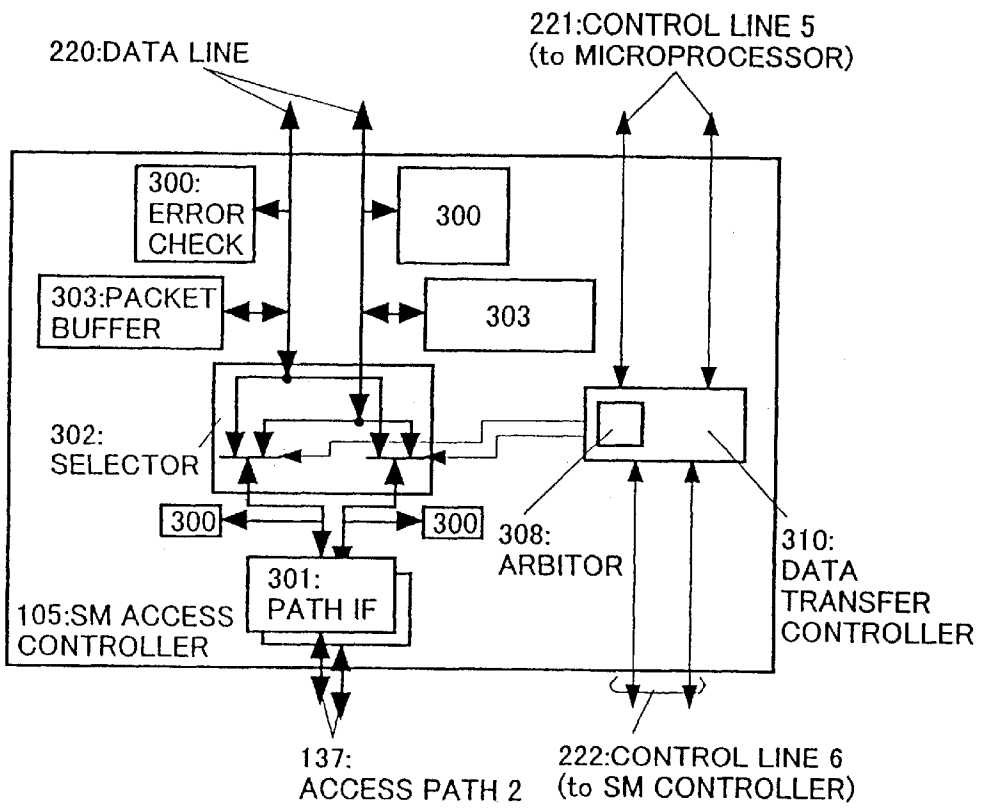 220:DATA LINE
221:CONTROL LINE 5
(to MICROPROCESSOR)
300:
ERROR
CHECK
300
303:PACKET
BUFFER
303
302:
SELECTOR
300
300
308:
ARBITOR
310:
DATA
TRANSFER
CONTROLLER
301:
PATH IF
105:SM ACCESS
CONTROLLER
137:
ACCESS PATH 2
222:CONTROL LINE 6
(to SM CONTROLLER)